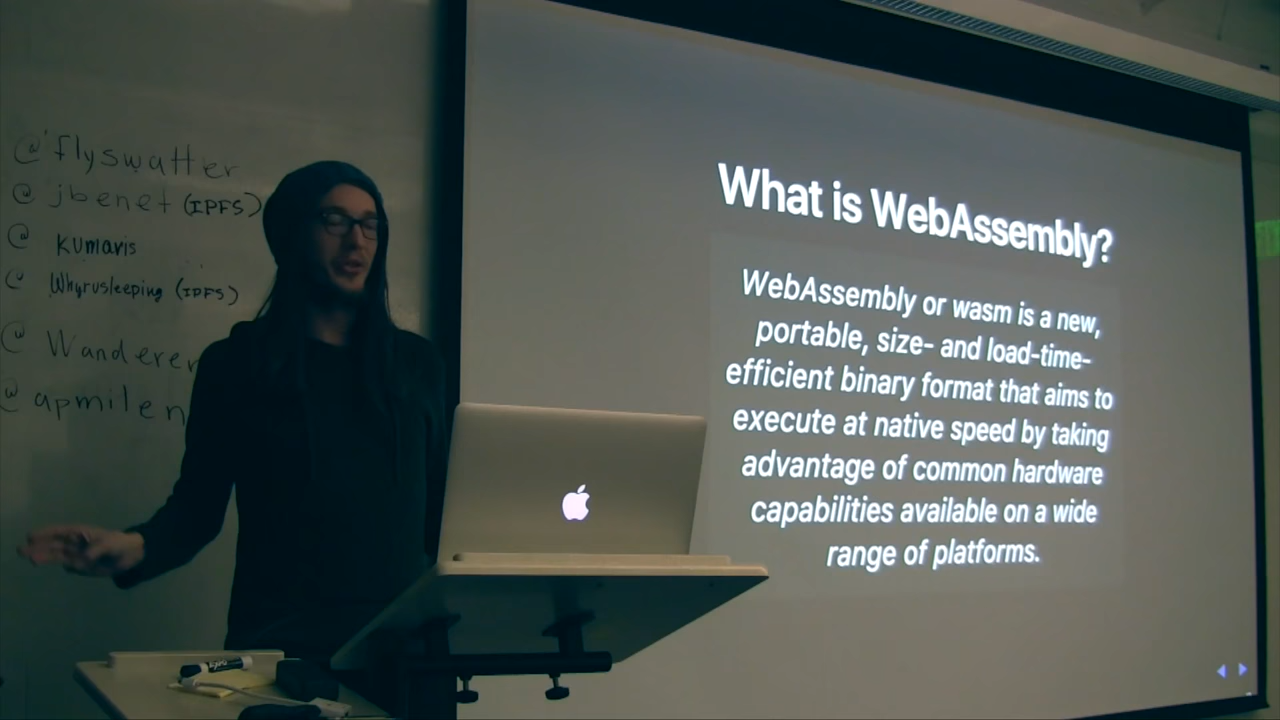 @flyswatter
@jbenet (IPFS)
@ Kumavis
@ Whyrusleeping (IPFS)
@ Wanderer
@apmilen
What is WebAssembly?
WebAssembly or wasm is a new,
portable, size- and load-time-
efficient binary format that aims to
execute at native speed by taking
advantage of common hardware
capabilities available on a wide
range of platforms.